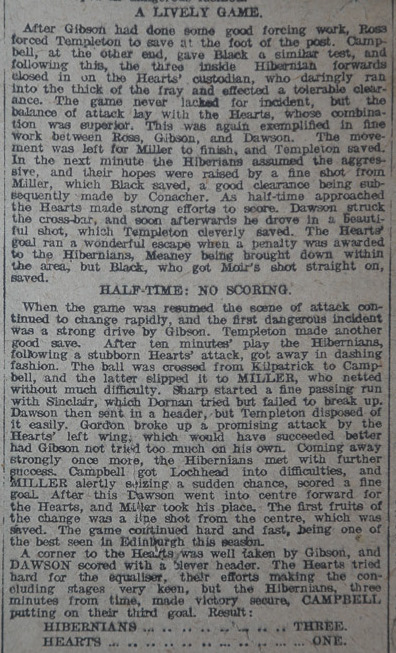 A LIVELY GAME.
After Gibson had done some good forcing work, Ross
forced Templeton to save at the foot of the post. Camp-
bell, at the other end, gave Black a similar test, and
following this, the three inside Hibernian forwards
closed in on the Hearts' custodian, who daringly ran
into the thick of the fray and effected a tolerable clear-
ance. The game never lacked for incident, but the
balance of attack lay with the Hearts, whose combina-
tion was superior. This was again exemplified in fine
work between Ross, Gibson, and Dawson. The move-
ment was left for Miller to finish, and Templeton saved.
In the next minute the Hiberians assumed the aggres-
sive, and their hopes were raised by a fine shot from
Miller, which Black saved, a good clearance being sub-
sequently made by Conacher. As half-time approached
the Hearts made strong efforts to score. Dawson struck
the cross-bar, and soon afterwards he drove in a beauti-
ful shot, which Templeton cleverly saved. The Hearts'
goal ran a wonderful escape when a penalty was awarded
to the Hibernians, Meaney being brought down within
the area, but Black, who got Moir's shot straight on,
saved.
HALF-TIME: NO SCORING.
When the game was resumed the scene of attack con-
tinued to change rapidly, and the first dangerous incident
was a strong drive by Gibson. Templeton made another
good save. After ten minutes' play the Hibernians,
following a stubborn Hearts' attack, got away in dashing
fashion. The ball was crossed from Kilpatrick to Camp-
bell, and the latter slipped it to MILLER, who netted
without much difficulty. Sharp started a fine passing run
with Sinclair, which Dornan tried but failed to break up.
Dawson then sent in a header, but Templeton disposed of
it easily. Gordon broke up a promising attack by the
Hearts' left wing, which would have succeeded better
had Gibson not tried too much on his own. Coming away
strongly once more, the Hibernians met with further
success. Campbell got Lochhead into difficulties, and
MILLER alertly seizing a sudden chance, scored a fine
goal. After this Dawson went into centre forward for
the Hearts, and Miller took his place. The first fruits of
the change was a fine shot from the centre, which was
saved. The game continued hard and fast, being one of
the best seen in Edinburgh this season.
A corner to the Hearts was well taken by Gibson, and
DAWSON scored with a clever header. The Hearts tried
hard for the equaliser, their efforts making the con-
cluding stages very keen, but the Hibernians, three
minutes from time, made victory secure, CAMPBELL
putting on their third goal. Result:
HIBERNIANS .. .. .. .. .. .. .. THREE.
HEARTS .. .. .. .. .. .. .. .. ONE.